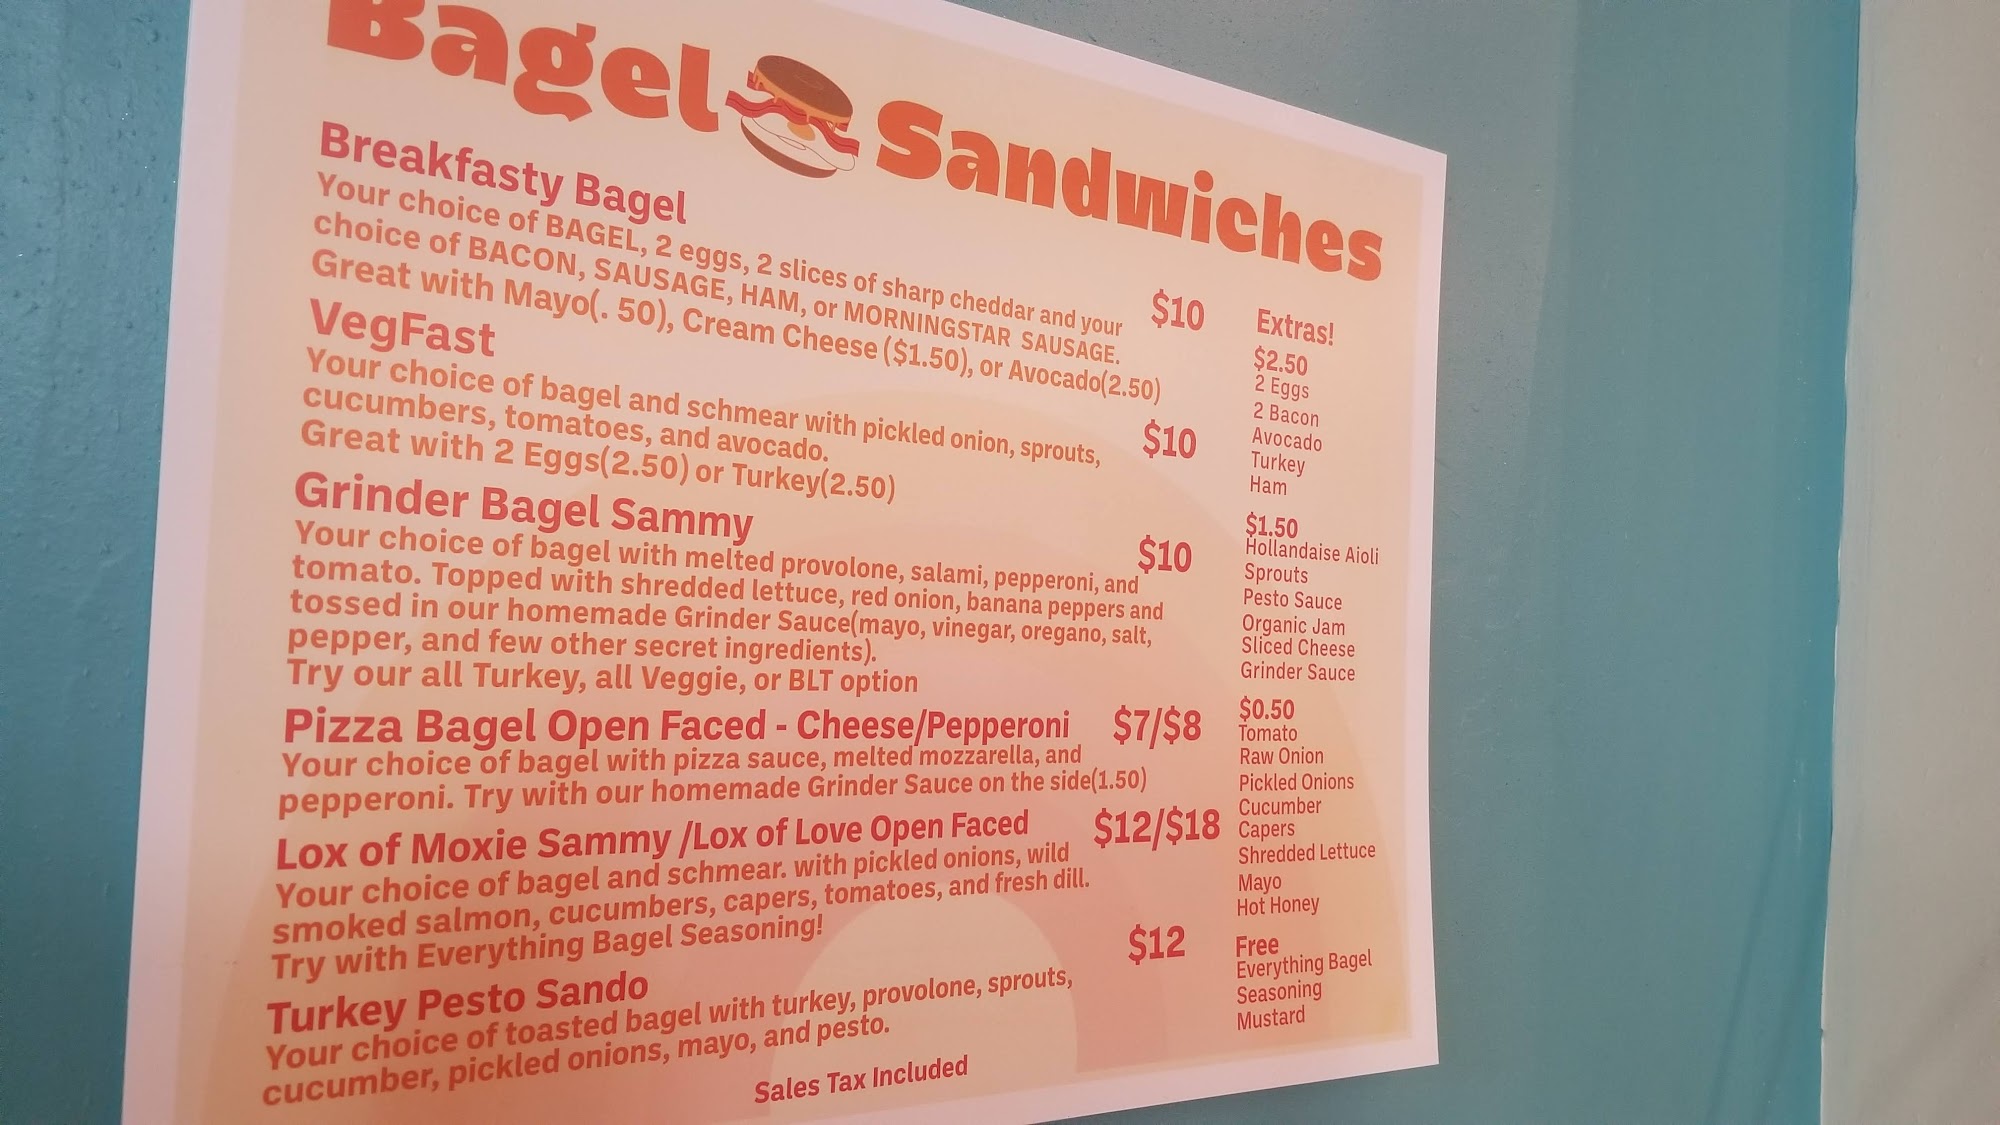 Bagel Sandwiches
Breakfasty Bagel
Your choice of BAGEL, 2 eggs, 2 slices of sharp cheddar and your
choice of BACON, SAUSAGE, HAM, or MORNINGSTAR SAUSAGE.
Great with Mayo(. 50), Cream Cheese ($1.50), or Avocado(2.50)
$10
VegFast
Your choice of bagel and schmear with pickled onion, sprouts,
cucumbers, tomatoes, and avocado.
Great with 2 Eggs(2.50) or Turkey(2.50)
$10
Grinder Bagel Sammy
Your choice of bagel with melted provolone, salami, pepperoni, and
tomato. Topped with shredded lettuce, red onion, banana peppers and
tossed in our homemade Grinder Sauce(mayo, vinegar, oregano, salt,
pepper, and few other secret ingredients).
Try our all Turkey, all Veggie, or BLT option
$10
Pizza Bagel Open Faced - Cheese/Pepperoni $7/$8
Your choice of bagel with pizza sauce, melted mozzarella, and
pepperoni. Try with our homemade Grinder Sauce on the side(1.50)
Lox of Moxie Sammy /Lox of Love Open Faced $12/$18
Your choice of bagel and schmear. with pickled onions, wild
smoked salmon, cucumbers, capers, tomatoes, and fresh dill.
Try with Everything Bagel Seasoning!
Turkey Pesto Sando $12
Your choice of toasted bagel with turkey, provolone, sprouts,
cucumber, pickled onions, mayo, and pesto.
Sales Tax Included
Extras!
$2.50
2 Eggs
2 Bacon
Avocado
Turkey
Ham
$1.50
Hollandaise Aioli
Sprouts
Pesto Sauce
Organic Jam
Sliced Cheese
Grinder Sauce
$0.50
Tomato
Raw Onion
Pickled Onions
Cucumber
Capers
Shredded Lettuce
Mayo
Hot Honey
Free
Everything Bagel
Seasoning
Mustard